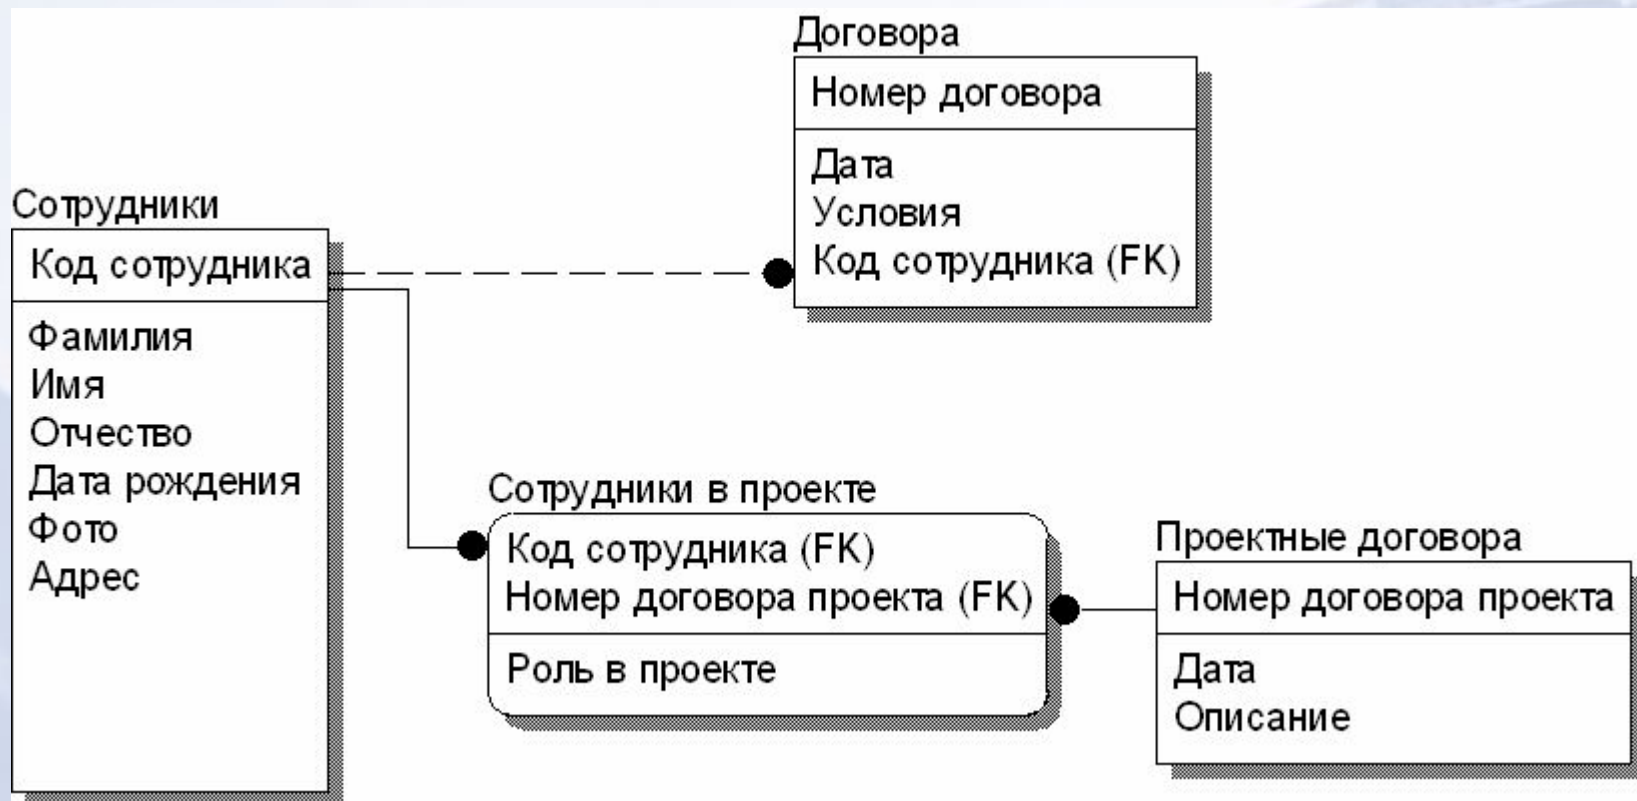 Договора
Номер договора
Дата
Условия
Код сотрудника (FK)
Сотрудники
Код сотрудника
Фамилия
Имя
Отчество
Дата рождения
Фото
Адрес
Сотрудники в проекте
Код сотрудника (FK)
Номер договора проекта (FK)
Роль в проекте
Проектные договора
Номер договора проекта
Дата
Описание